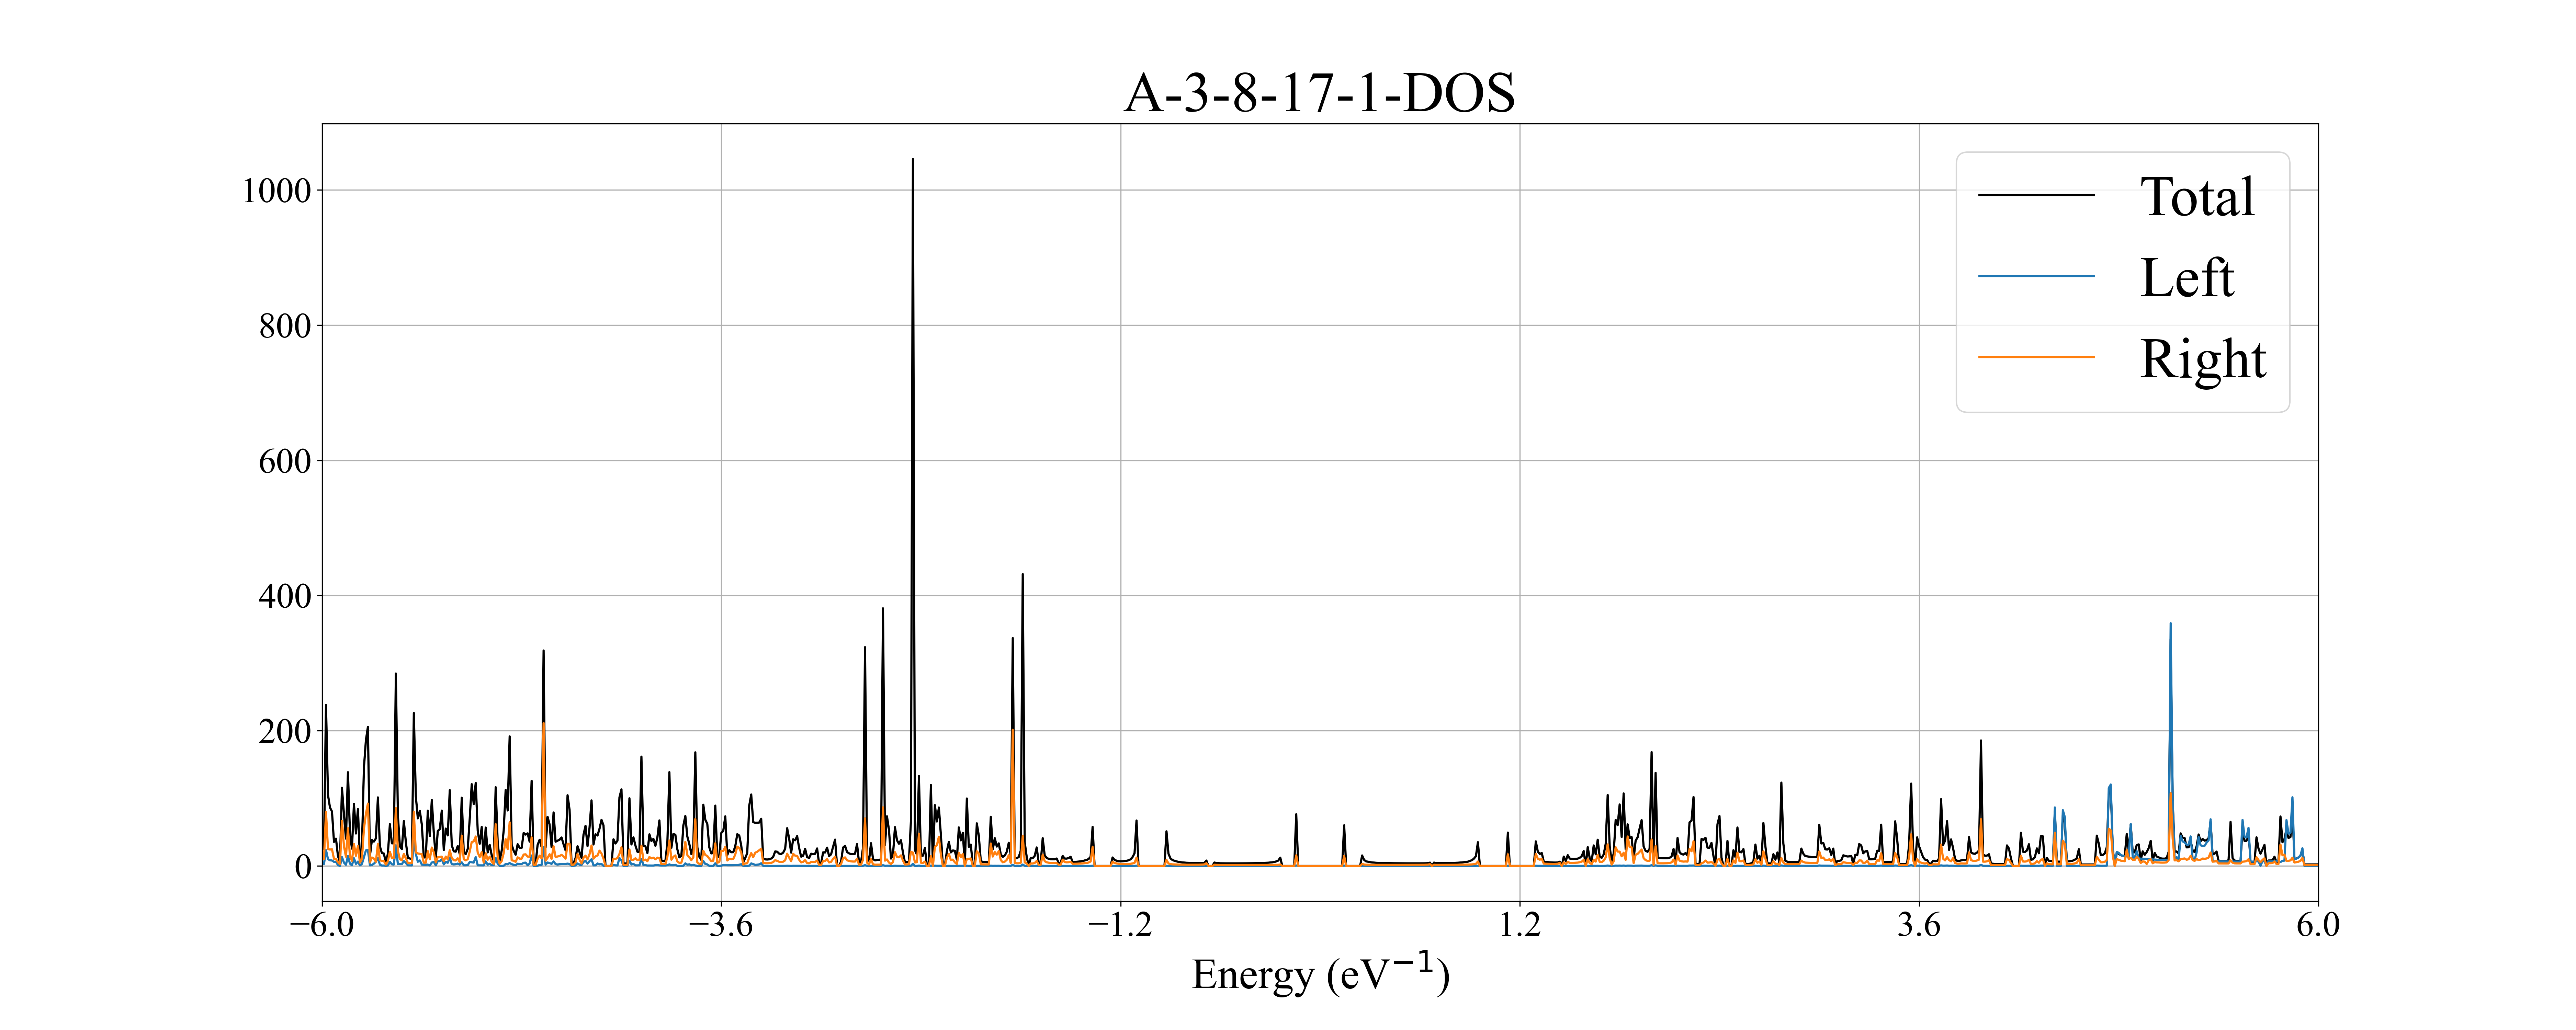 A-3-8-17-1-DOS
1000
800
600
400
200
0
Total
Left
Right
−6.0 −3.6 −1.2 1.2 3.6 6.0
Energy (eV⁻¹)